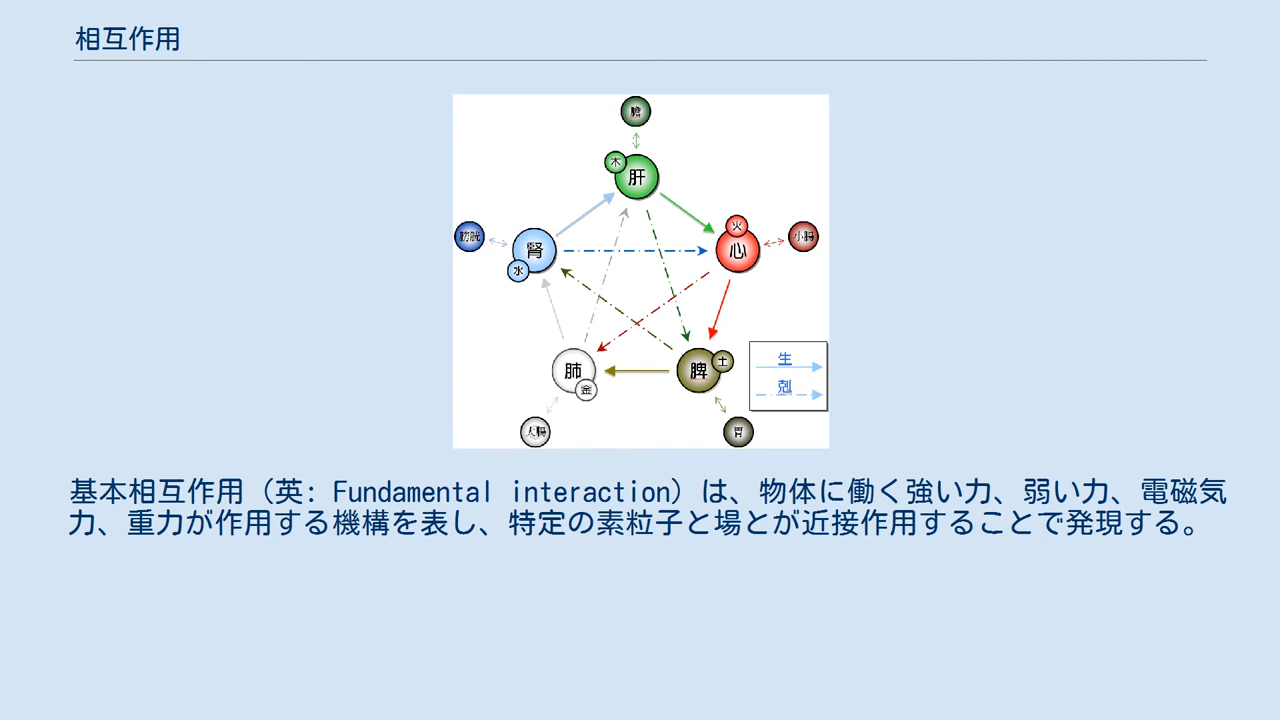 相互作用
膽
木
肝
火
心
小腸
膀胱
腎
水
肺
金
脾
土
大腸
胃
生
剋
基本相互作用（英: Fundamental interaction）は、物体に働く強い力、弱い力、電磁気
力、重力が作用する機構を表し、特定の素粒子と場とが近接作用することで発現する。